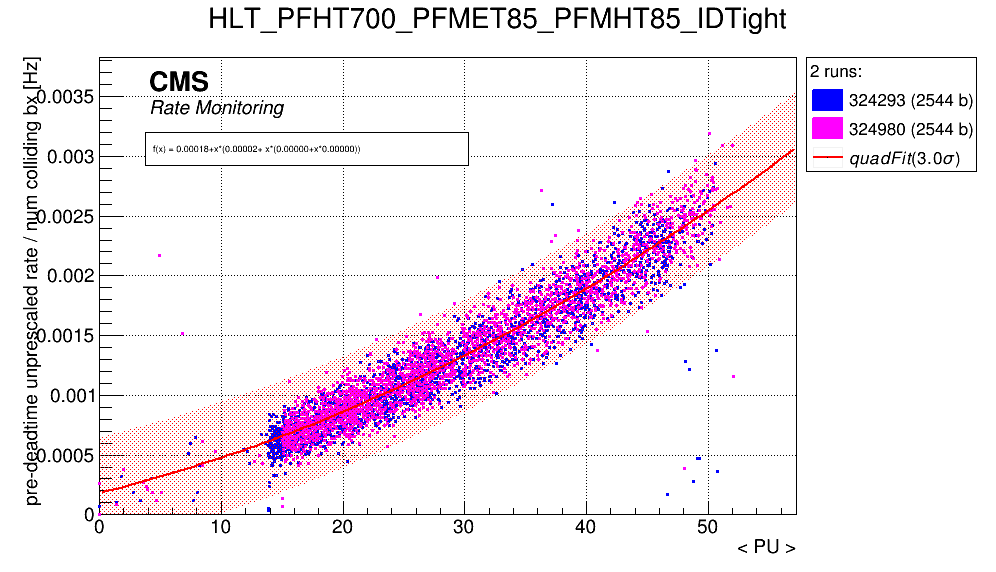 HLT_PFHT700_PFMET85_PFMHT85_IDTight
pre-deadtime unprescaled rate / num colliding bx [Hz]
CMS
Rate Monitoring
f(x) = 0.00018+x*(0.00002+ x*(0.00000+x*0.00000))
0.0035
0.003
0.0025
0.002
0.0015
0.001
0.0005
0
0 10 20 30 40 50
< PU >
2 runs:
324293 (2544 b)
324980 (2544 b)
quadFit(3.0σ)